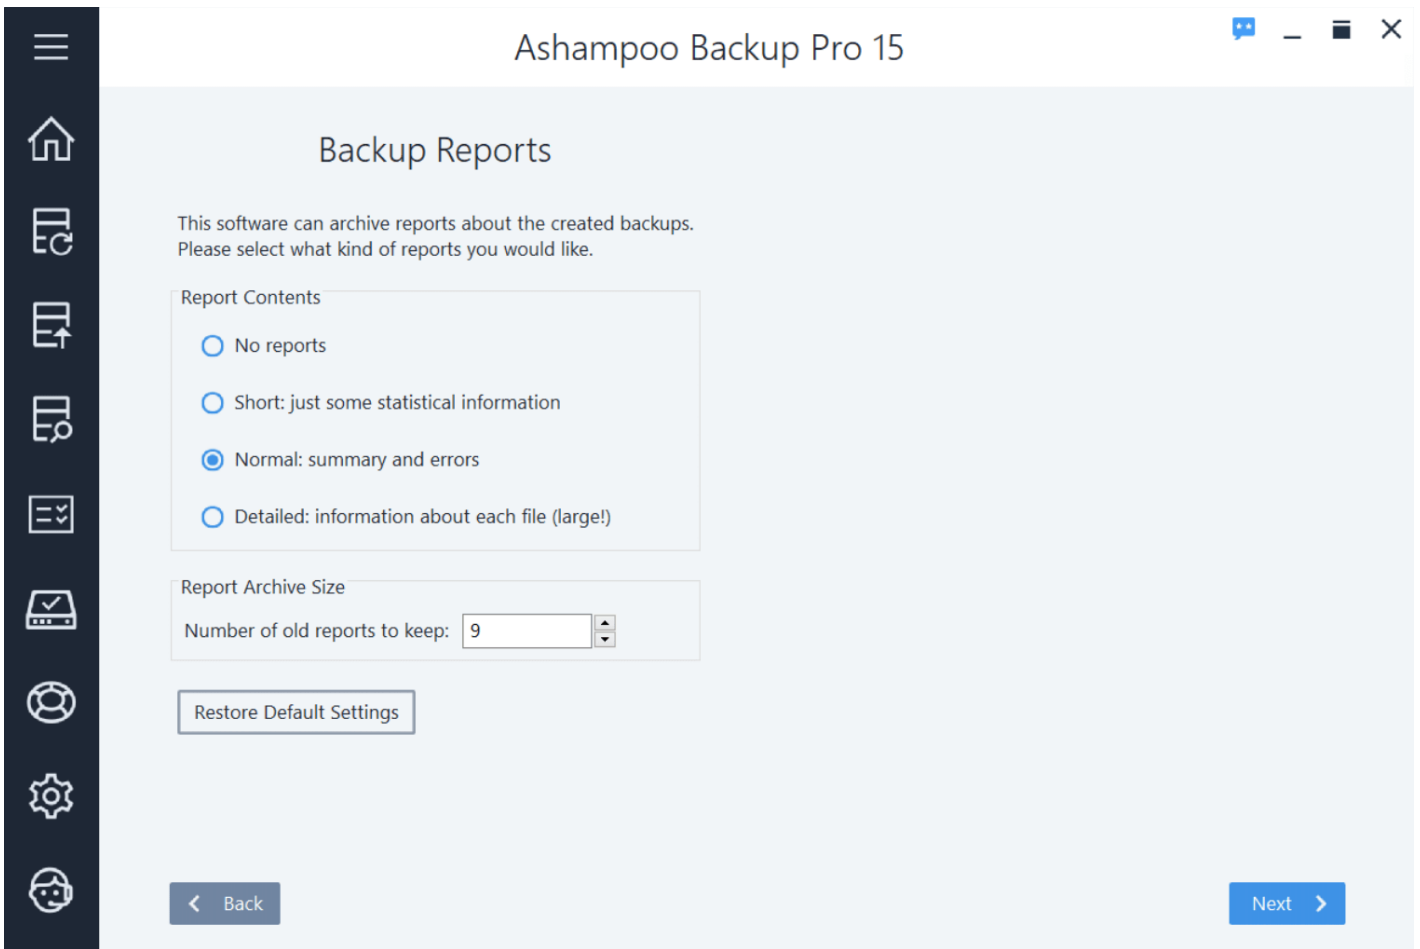 Ashampoo Backup Pro 15
Backup Reports
This software can archive reports about the created backups.
Please select what kind of reports you would like.
Report Contents
No reports
Short: just some statistical information
Normal: summary and errors
Detailed: information about each file (large!)
Report Archive Size
Number of old reports to keep: 9
Restore Default Settings
Back
Next